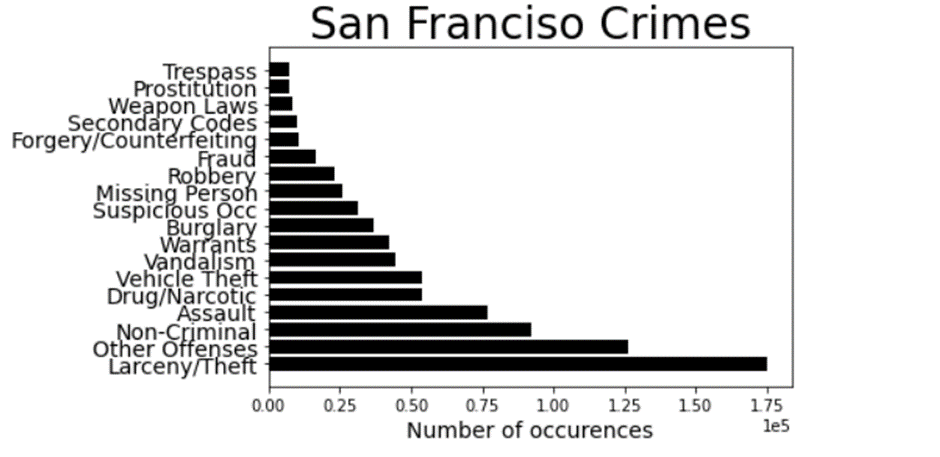 San Franciso Crimes
Trespass
Prostitution
Weapon Laws
Secondary Codes
Forgery/Counterfeiting
Fraud
Robbery
Missing Person
Suspicious Occ
Burglary
Warrants
Vandalism
Vehicle Theft
Drug/Narcotic
Assault
Non-Criminal
Other Offenses
Larceny/Theft
0.00 0.25 0.50 0.75 1.00 1.25 1.50 1.75
1e5
Number of occurences